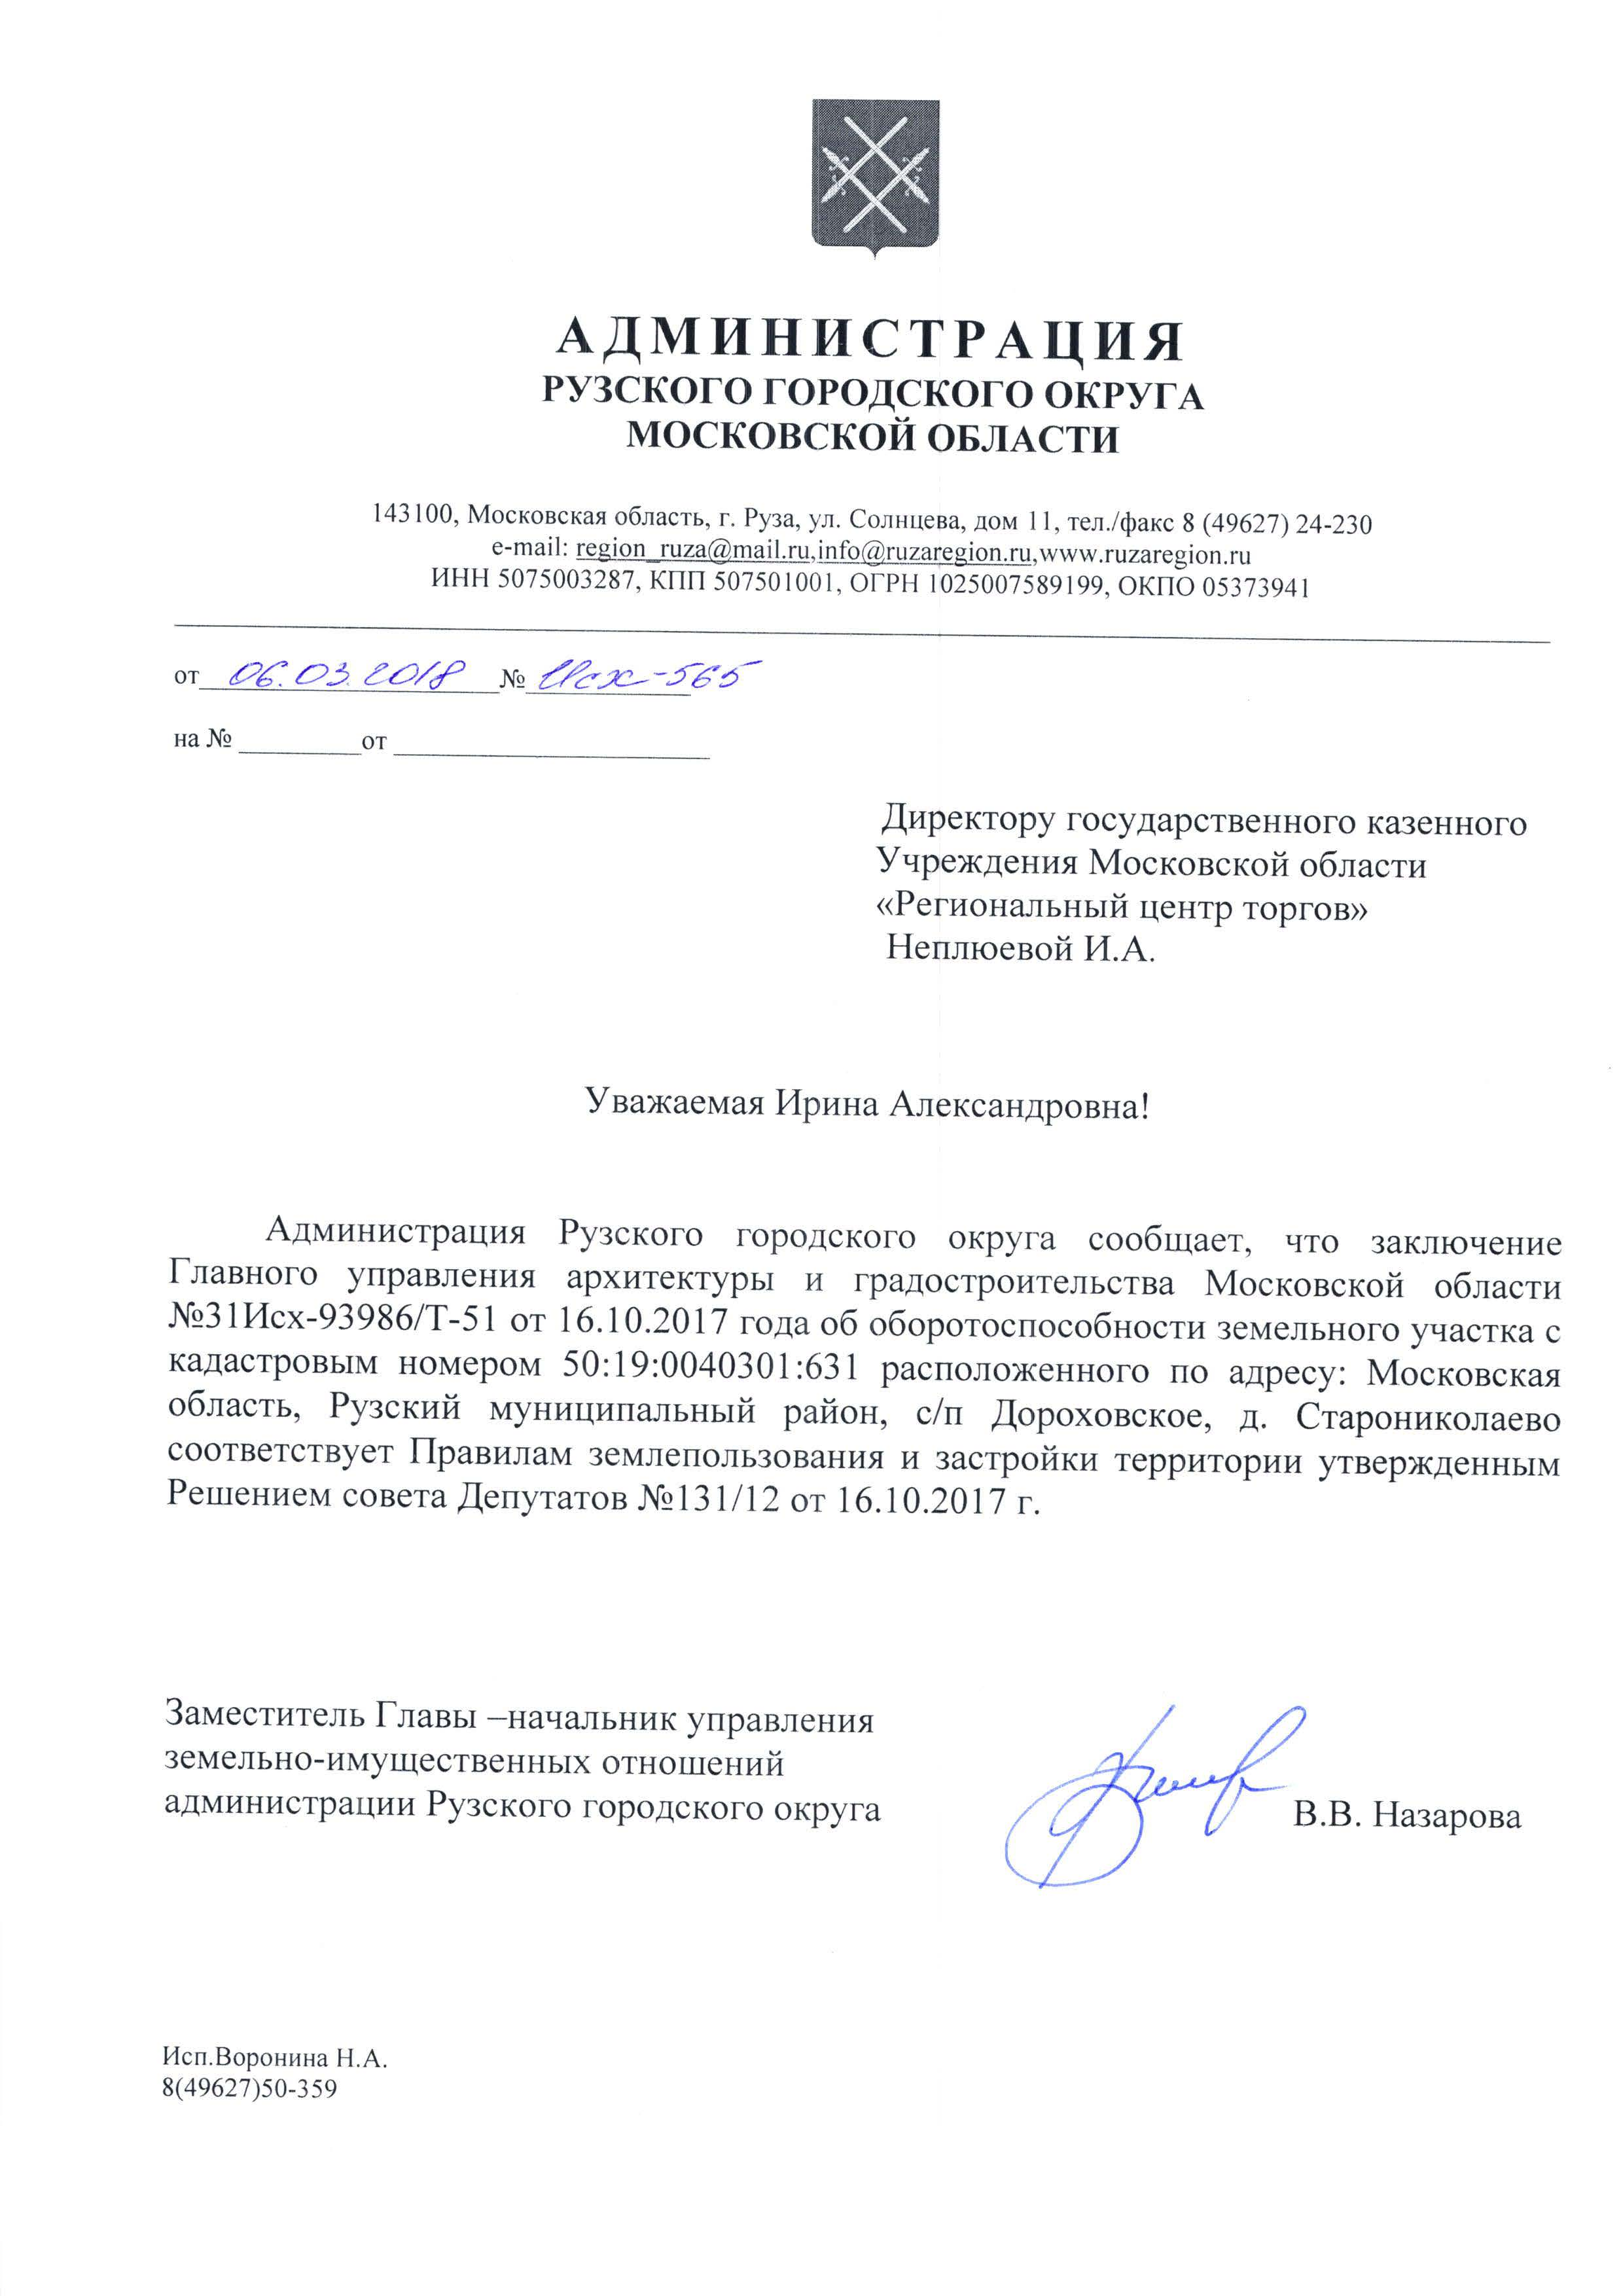 АДМИНИСТРАЦИЯ
РУЗСКОГО ГОРОДСКОГО ОКРУГА
МОСКОВСКОЙ ОБЛАСТИ
143100, Московская область, г. Руза, ул. Солнцева, дом 11, тел./факс 8 (49627) 24-230
e-mail: region_ruza@mail.ru,info@ruzaregion.ru,www.ruzaregion.ru
ИНН 5075003287, КПП 507501001, ОГРН 1025007589199, ОКПО 05373941
от 06.03.2018 № Исх-565
на № от
Директору государственного казенного
Учреждения Московской области
«Региональный центр торгов»
Неплюевой И.А.
Уважаемая Ирина Александровна!
Администрация Рузского городского округа сообщает, что заключение
Главного управления архитектуры и градостроительства Московской области
№31Исх-93986/Т-51 от 16.10.2017 года об оборотоспособности земельного участка с
кадастровым номером 50:19:0040301:631 расположенного по адресу: Московская
область, Рузский муниципальный район, с/п Дороховское, д. Старониколаево
соответствует Правилам землепользования и застройки территории утвержденным
Решением совета Депутатов №131/12 от 16.10.2017 г.
Заместитель Главы –начальник управления
земельно-имущественных отношений
администрации Рузского городского округа
В.В. Назарова
Исп.Воронина Н.А.
8(49627)50-359